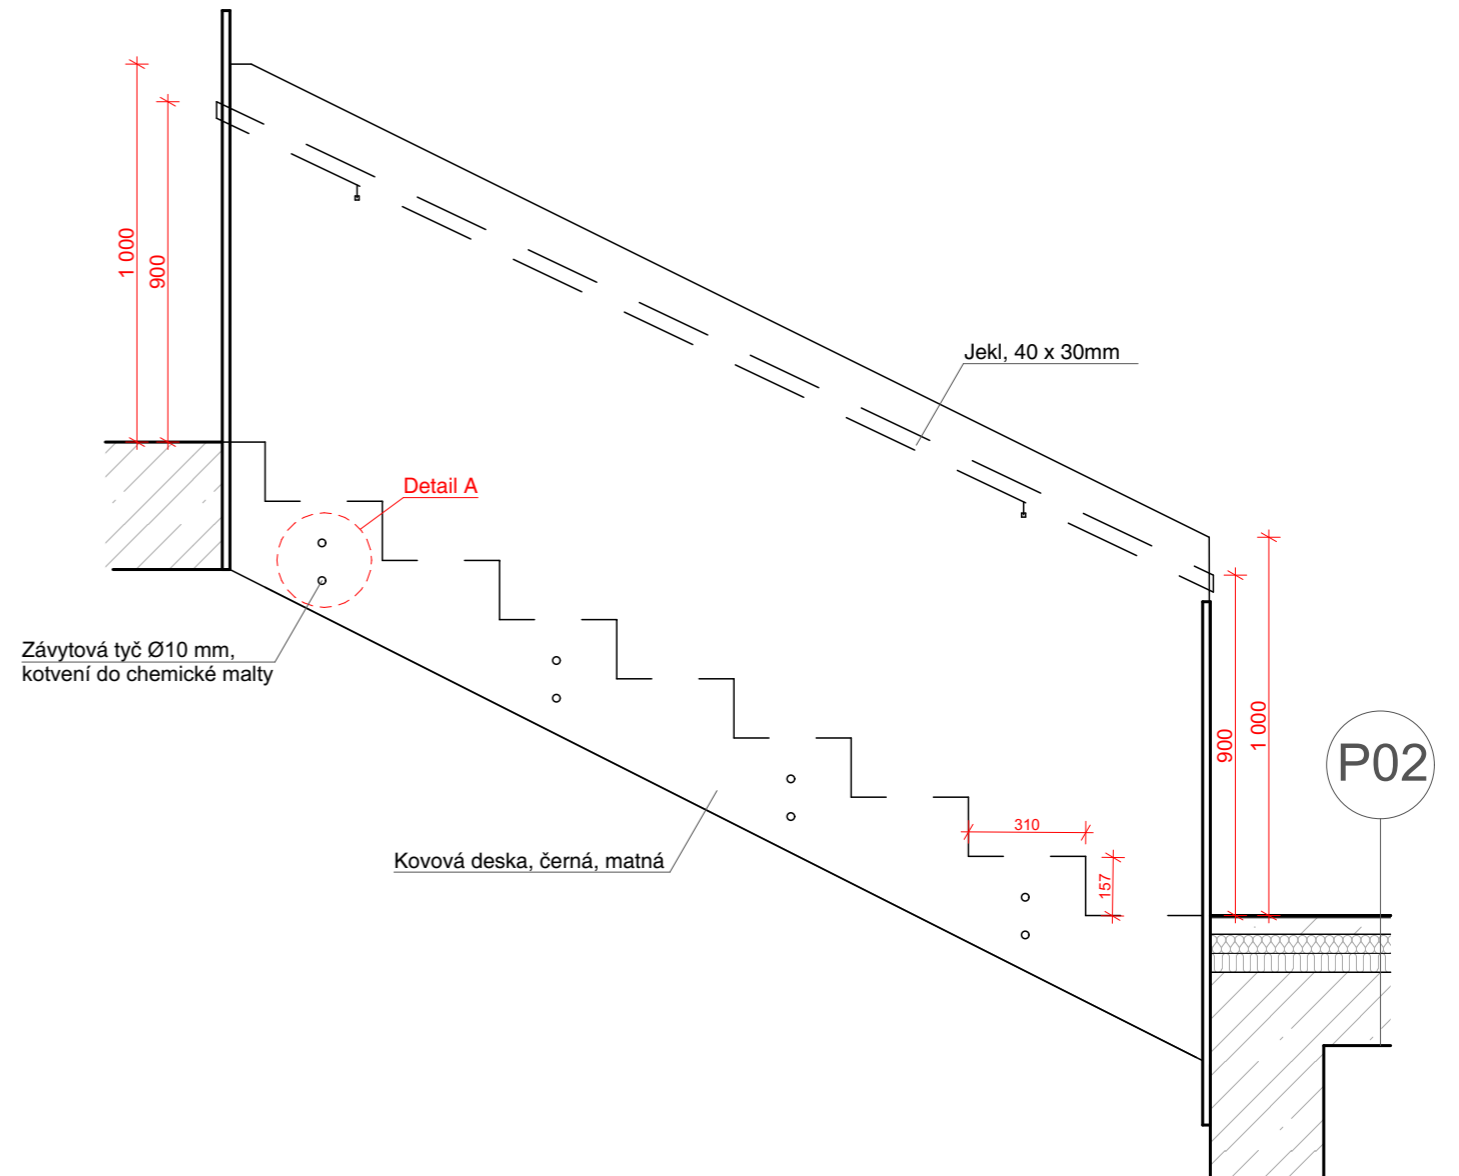 1 000
900
Jekl, 40 x 30mm
Detail A
Závytová tyč Ø10 mm,
kotvení do chemické malty
Kovová deska, černá, matná
310
157
900
1 000
P02